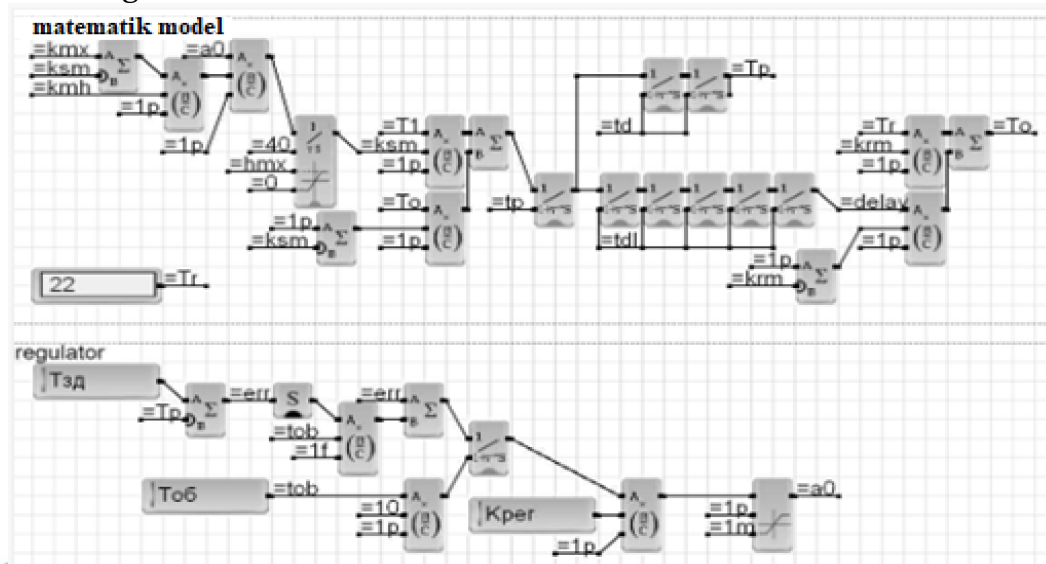 matematik model
=kmx
=ksm
=kmh
=1p
=a0
=1p
=40
=hmx
=0
=1p
=ksm
=T1
=ksm
=1p
=To
=1p
=tp
=td
=Tp
=tdl
=Tr
=krm
=1p
=To
=delay
=1p
=1p
=krm
22
=Tr
regulator
Tзд
=Tp
=err
S
=tob
=1f
=err
Tоб
=tob
=10
=1p
Kрег
=1p
=1p
=1m
=a0